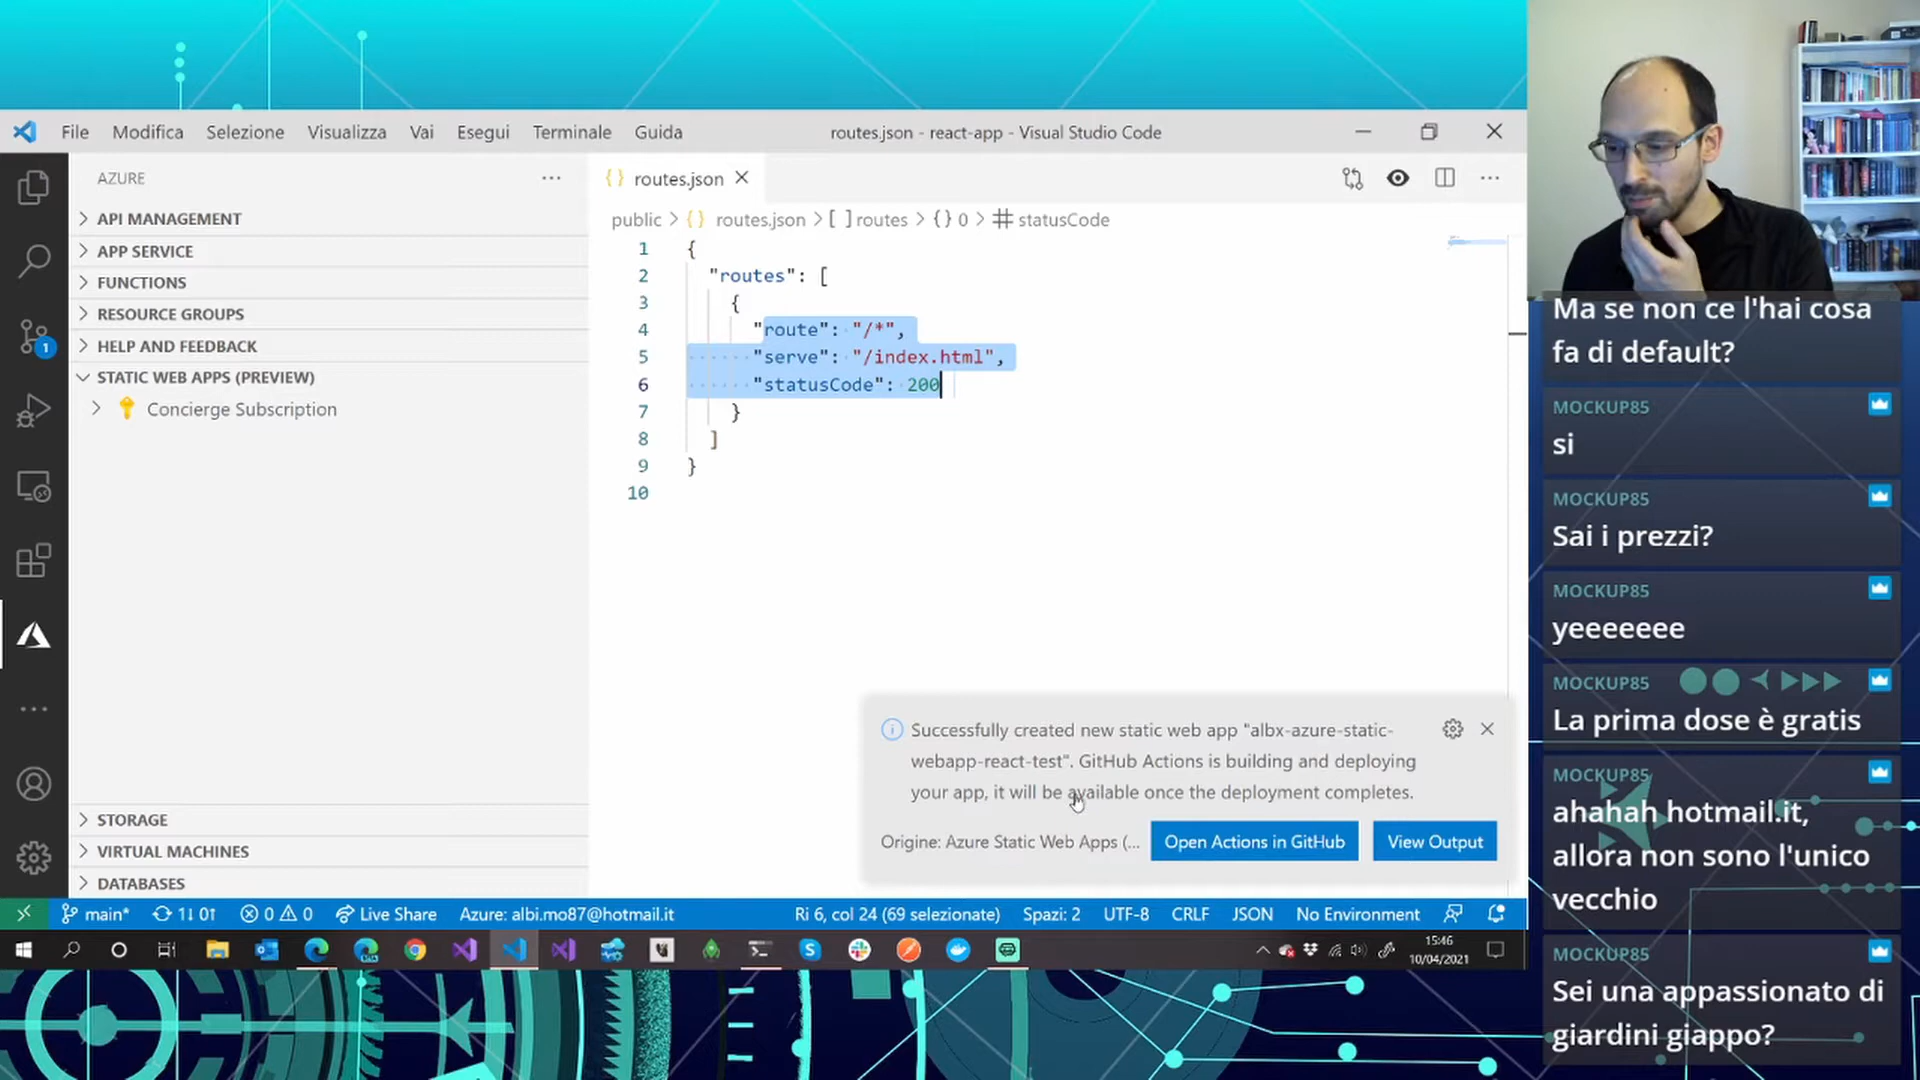 File Modifica Selezione Visualizza Vai Esegui Terminale Guida
routes.json - react-app - Visual Studio Code
AZURE
API MANAGEMENT
APP SERVICE
FUNCTIONS
RESOURCE GROUPS
HELP AND FEEDBACK
STATIC WEB APPS (PREVIEW)
Concierge Subscription
STORAGE
VIRTUAL MACHINES
DATABASES
1
{} routes.json
public > {} routes.json > [ ] routes > {} 0 > # statusCode
1 {
2 "routes": [
3 {
4 "route": "/*",
5 "serve": "/index.html",
6 "statusCode": 200
7 }
8 ]
9 }
10
Successfully created new static web app "albx-azure-static-
webapp-react-test". GitHub Actions is building and deploying
your app, it will be available once the deployment completes.
Origine: Azure Static Web Apps (...
Open Actions in GitHub
View Output
main* 1↓ 0↑ 0 0 Live Share Azure: albi.mo87@hotmail.it Ri 6, col 24 (69 selezionate) Spazi: 2 UTF-8 CRLF JSON No Environment
15:46
10/04/2021
Ma se non ce l'hai cosa
fa di default?
MOCKUP85
si
MOCKUP85
Sai i prezzi?
MOCKUP85
yeeeeeee
MOCKUP85
La prima dose è gratis
MOCKUP85
ahahah hotmail.it,
allora non sono l'unico
vecchio
MOCKUP85
Sei una appassionato di
giardini giappo?